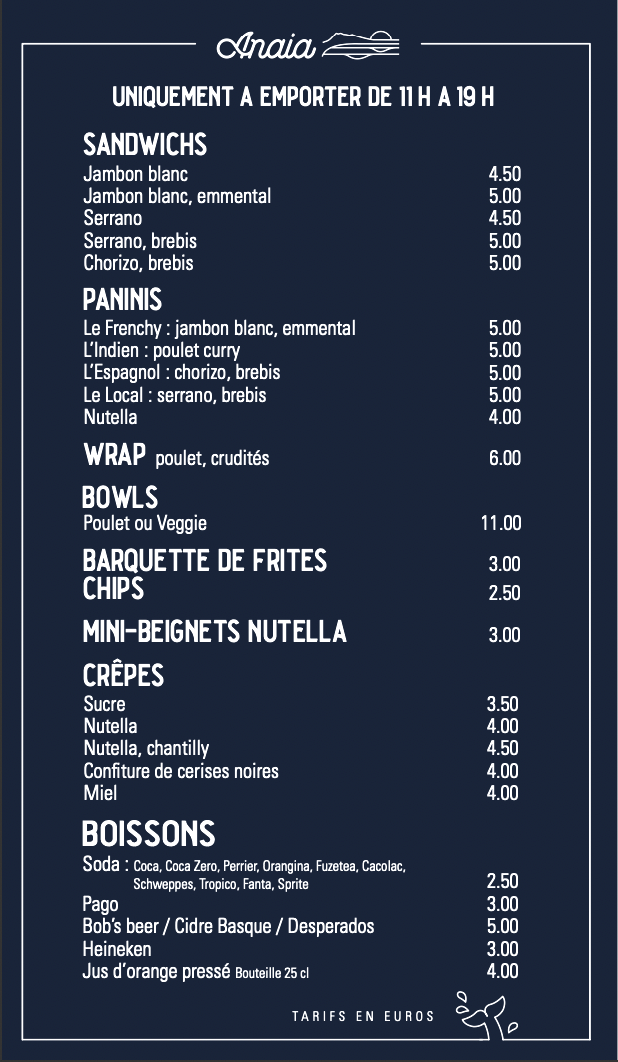 Anaia
UNIQUEMENT A EMPORTER DE 11 H A 19 H
SANDWICHS
Jambon blanc 4.50
Jambon blanc, emmental 5.00
Serrano 4.50
Serrano, brebis 5.00
Chorizo, brebis 5.00
PANINIS
Le Frenchy : jambon blanc, emmental 5.00
L'Indien : poulet curry 5.00
L'Espagnol : chorizo, brebis 5.00
Le Local : serrano, brebis 5.00
Nutella 4.00
WRAP poulet, crudités 6.00
BOWLS
Poulet ou Veggie 11.00
BARQUETTE DE FRITES 3.00
CHIPS 2.50
MINI-BEIGNETS NUTELLA 3.00
CRÊPES
Sucre 3.50
Nutella 4.00
Nutella, chantilly 4.50
Confiture de cerises noires 4.00
Miel 4.00
BOISSONS
Soda : Coca, Coca Zero, Perrier, Orangina, Fuzetea, Cacolac,
Schweppes, Tropico, Fanta, Sprite 2.50
Pago 3.00
Bob's beer / Cidre Basque / Desperados 5.00
Heineken 3.00
Jus d'orange pressé Bouteille 25 cl 4.00
TARIFS EN EUROS